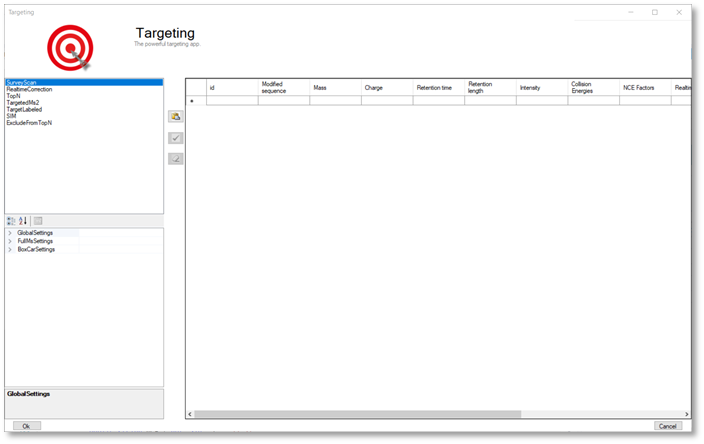 Targeting
Targeting
The powerful targeting app.
SurveyScan
RealtimeCorrection
TopN
TargetedMs2
TargetLabeled
SIM
ExcludeFromTopN
id
Modified
sequence
Mass
Charge
Retention time
Retention
length
Intensity
Collision
Energies
NCE Factors
Realtime
GlobalSettings
FullMsSettings
BoxCarSettings
GlobalSettings
Ok
Cancel